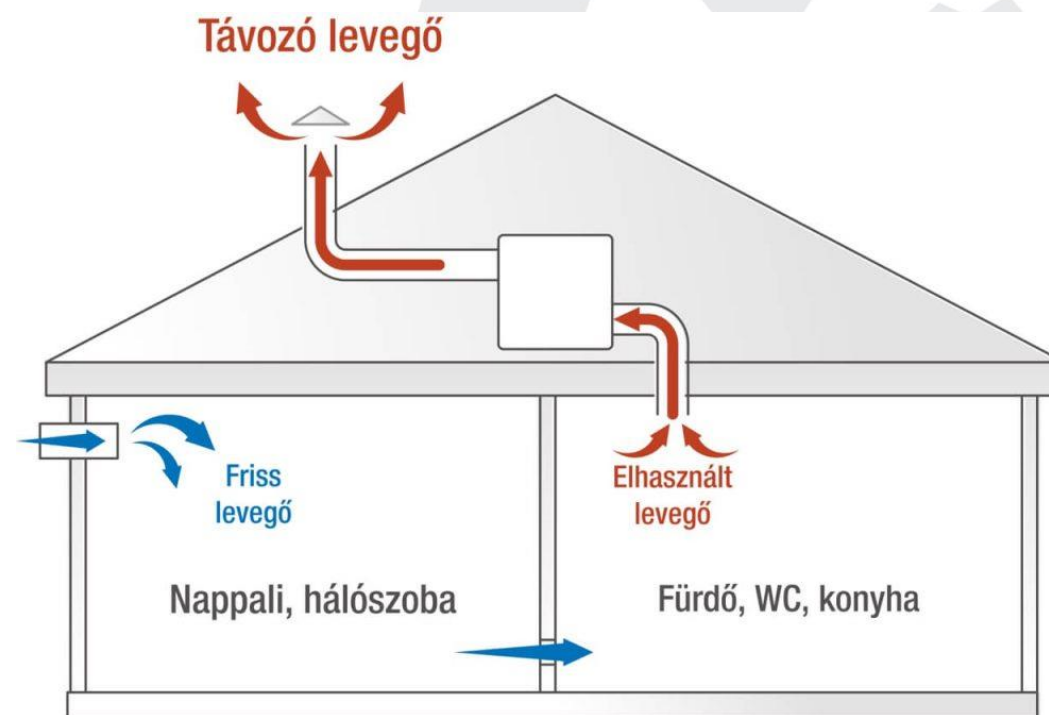 Távozó levegő
Friss
levegő
Elhasznált
levegő
Nappali, hálószoba
Fürdő, WC, konyha